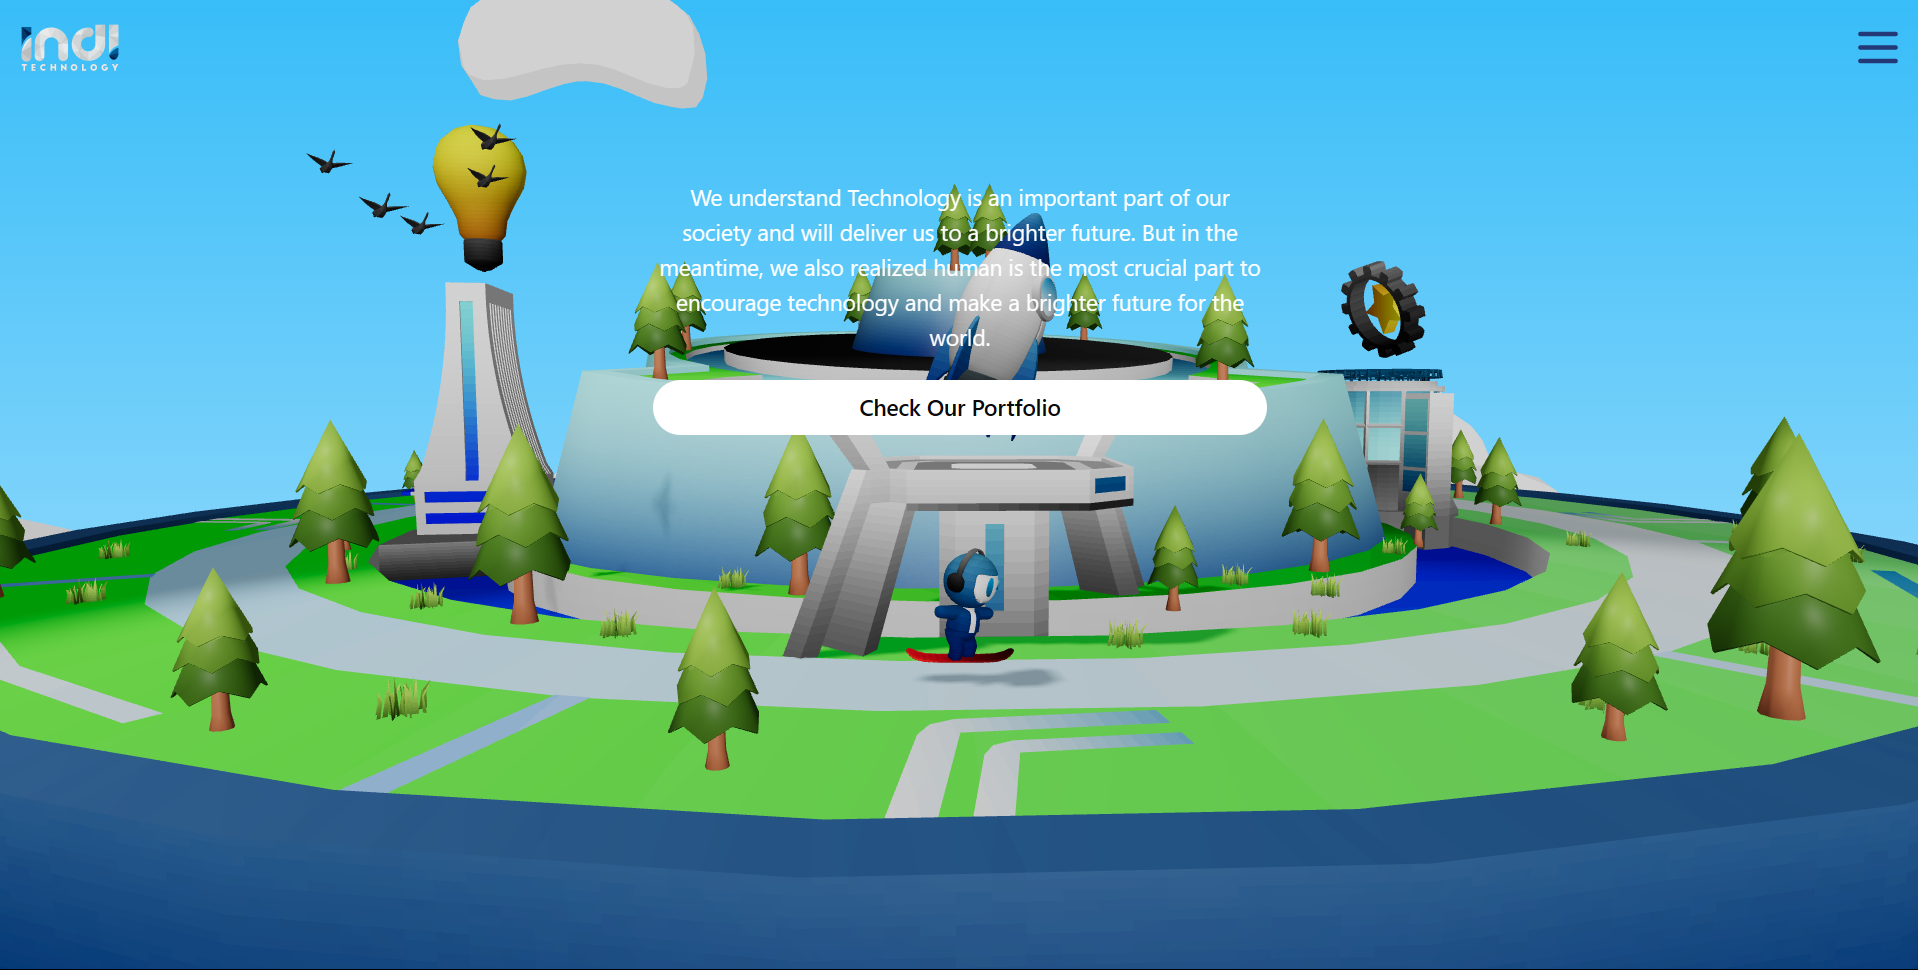 indi
TECHNOLOGY
We understand Technology is an important part of our
society and will deliver us to a brighter future. But in the
meantime, we also realized human is the most crucial part to
encourage technology and make a brighter future for the
world.
Check Our Portfolio